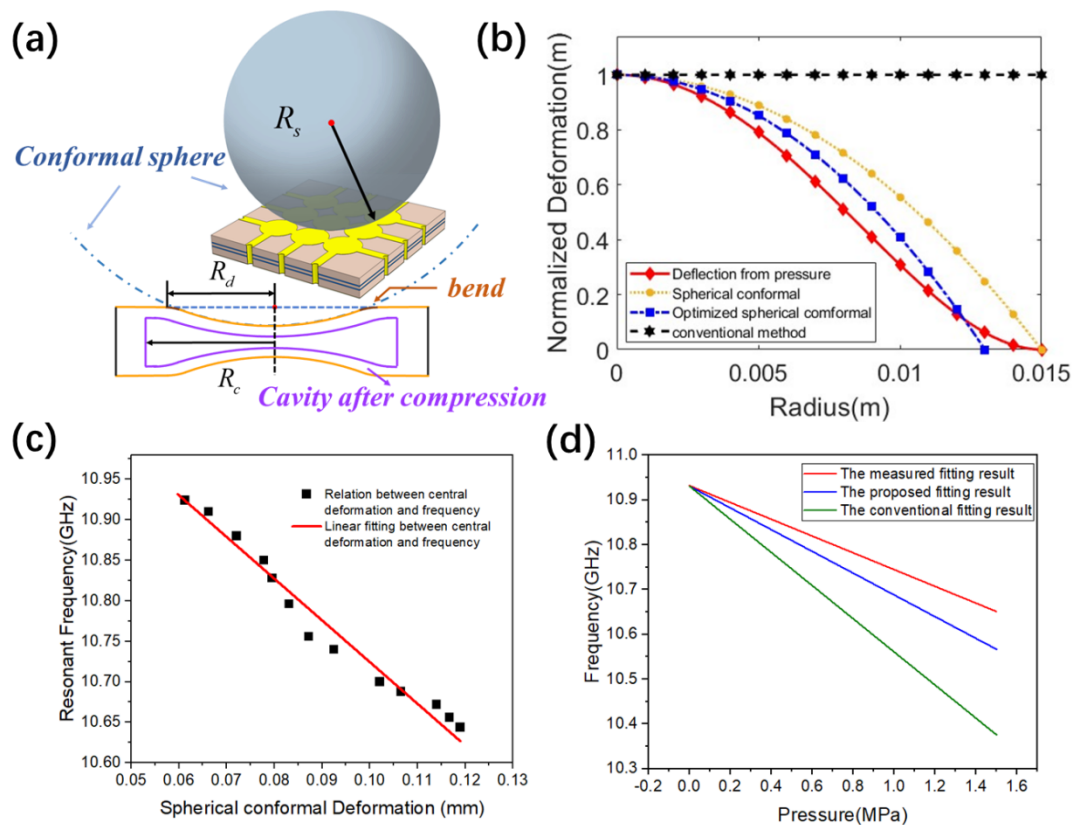 (a)
R_s
Conformal sphere
R_d
bend
R_c
Cavity after compression
(b)
Normalized Deformation(m)
1
0.8
0.6
0.4
0.2
0
Deflection from pressure
Spherical conformal
Optimized spherical comformal
conventional method
0
0.005
0.01
0.015
Radius(m)
(c)
Resonant Frequency(GHz)
10.95
10.90
10.85
10.80
10.75
10.70
10.65
10.60
Relation between central
deformation and frequency
Linear fitting between central
deformation and frequency
0.05
0.06
0.07
0.08
0.09
0.10
0.11
0.12
0.13
Spherical conformal Deformation (mm)
(d)
Frequency(GHz)
11.0
10.9
10.8
10.7
10.6
10.5
10.4
10.3
The measured fitting result
The proposed fitting result
The conventional fitting result
-0.2
0.0
0.2
0.4
0.6
0.8
1.0
1.2
1.4
1.6
Pressure(MPa)